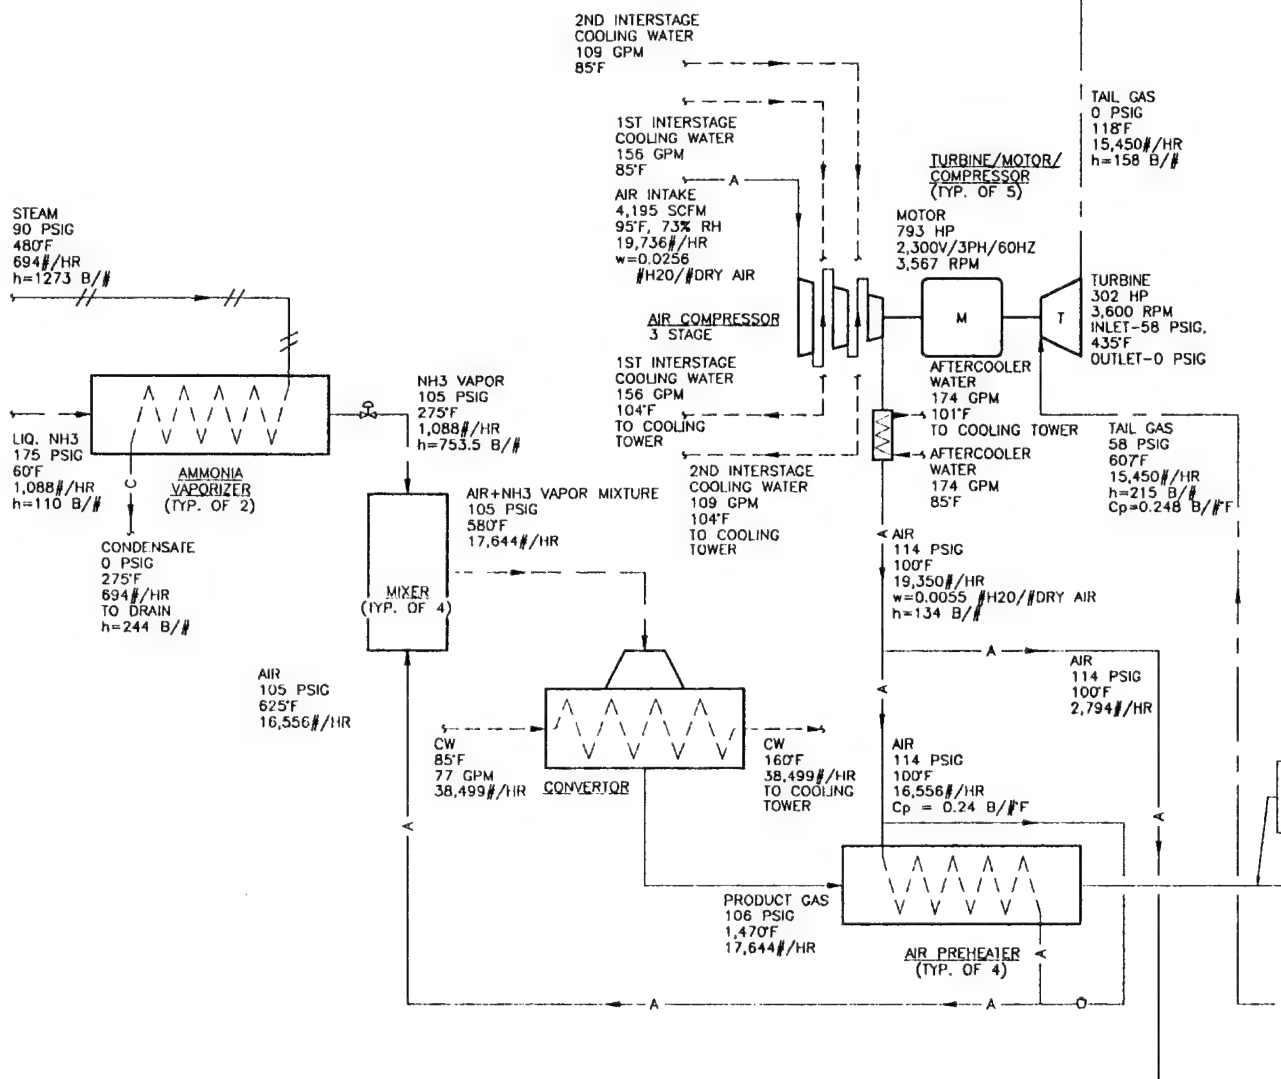 2ND INTERSTAGE
COOLING WATER
109 GPM
85°F
TAIL GAS
0 PSIG
118°F
15,450#/HR
h=158 B/#
1ST INTERSTAGE
COOLING WATER
156 GPM
85°F
A
AIR INTAKE
4,195 SCFM
95°F, 73% RH
19,736#/HR
w=0.0256
#H20/#DRY AIR
TURBINE/MOTOR/
COMPRESSOR
(TYP. OF 5)
MOTOR
793 HP
2,300V/3PH/60HZ
3,567 RPM
STEAM
90 PSIG
480°F
694#/HR
h=1273 B/#
AIR COMPRESSOR
3 STAGE
M
T
TURBINE
302 HP
3,600 RPM
INLET-58 PSIG,
435°F
OUTLET-0 PSIG
1ST INTERSTAGE
COOLING WATER
156 GPM
104°F
TO COOLING
TOWER
AFTERCOOLER
WATER
174 GPM
101°F
TO COOLING TOWER
AFTERCOOLER
WATER
174 GPM
85°F
TAIL GAS
58 PSIG
607°F
15,450#/HR
h=215 B/#
Cp=0.248 B/#°F
NH3 VAPOR
105 PSIG
275°F
1,088#/HR
h=753.5 B/#
LIQ. NH3
175 PSIG
60°F
1,088#/HR
h=110 B/#
C
AMMONIA
VAPORIZER
(TYP. OF 2)
2ND INTERSTAGE
COOLING WATER
109 GPM
104°F
TO COOLING
TOWER
AIR+NH3 VAPOR MIXTURE
105 PSIG
580°F
17,644#/HR
CONDENSATE
0 PSIG
275°F
694#/HR
TO DRAIN
h=244 B/#
MIXER
(TYP. OF 4)
A
AIR
114 PSIG
100°F
19,350#/HR
w=0.0055 #H20/#DRY AIR
h=134 B/#
A
AIR
114 PSIG
100°F
2,794#/HR
AIR
105 PSIG
625°F
16,556#/HR
A
CW
85°F
77 GPM
38,499#/HR
CONVERTOR
CW
160°F
38,499#/HR
TO COOLING
TOWER
AIR
114 PSIG
100°F
16,556#/HR
Cp = 0.24 B/#°F
A
A
PRODUCT GAS
106 PSIG
1,470°F
17,644#/HR
AIR PREHEATER
(TYP. OF 4)
A
A
A
O